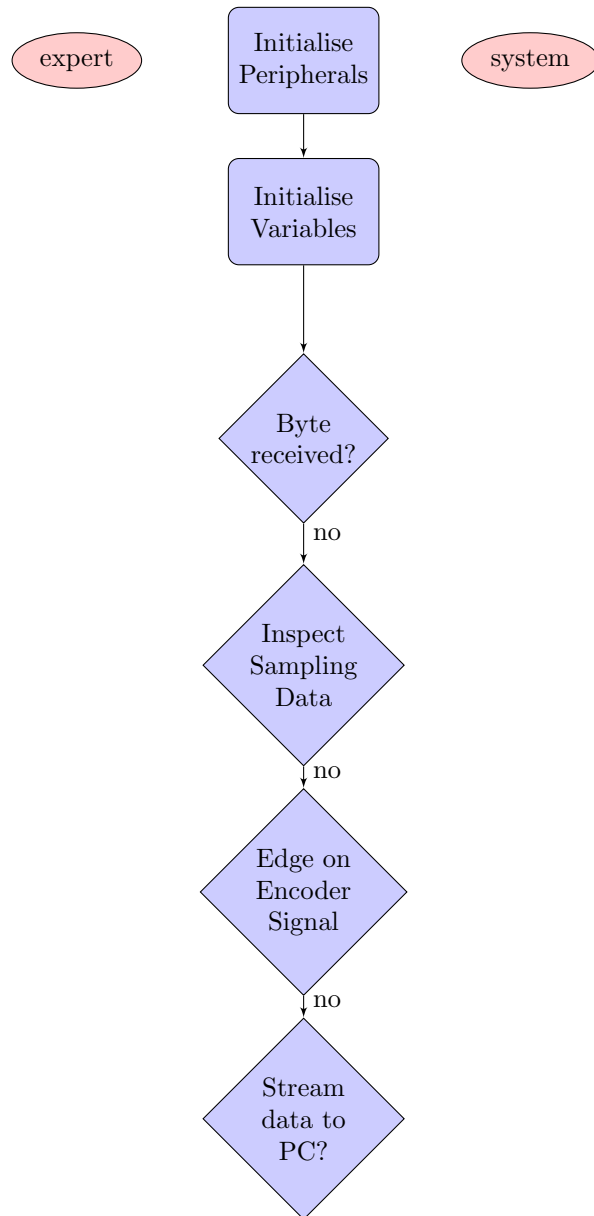 expert
Initialise
Peripherals
system
Initialise
Variables
Byte
received?
no
Inspect
Sampling
Data
no
Edge on
Encoder
Signal
no
Stream
data to
PC?